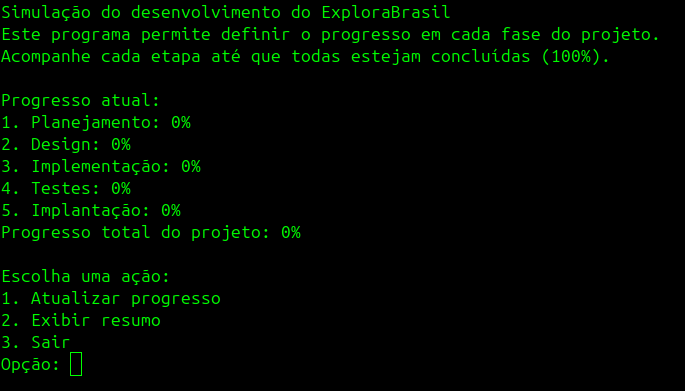 Simulação do desenvolvimento do ExploraBrasil
Este programa permite definir o progresso em cada fase do projeto.
Acompanhe cada etapa até que todas estejam concluídas (100%).
Progresso atual:
1. Planejamento: 0%
2. Design: 0%
3. Implementação: 0%
4. Testes: 0%
5. Implantação: 0%
Progresso total do projeto: 0%
Escolha uma ação:
1. Atualizar progresso
2. Exibir resumo
3. Sair
Opção: